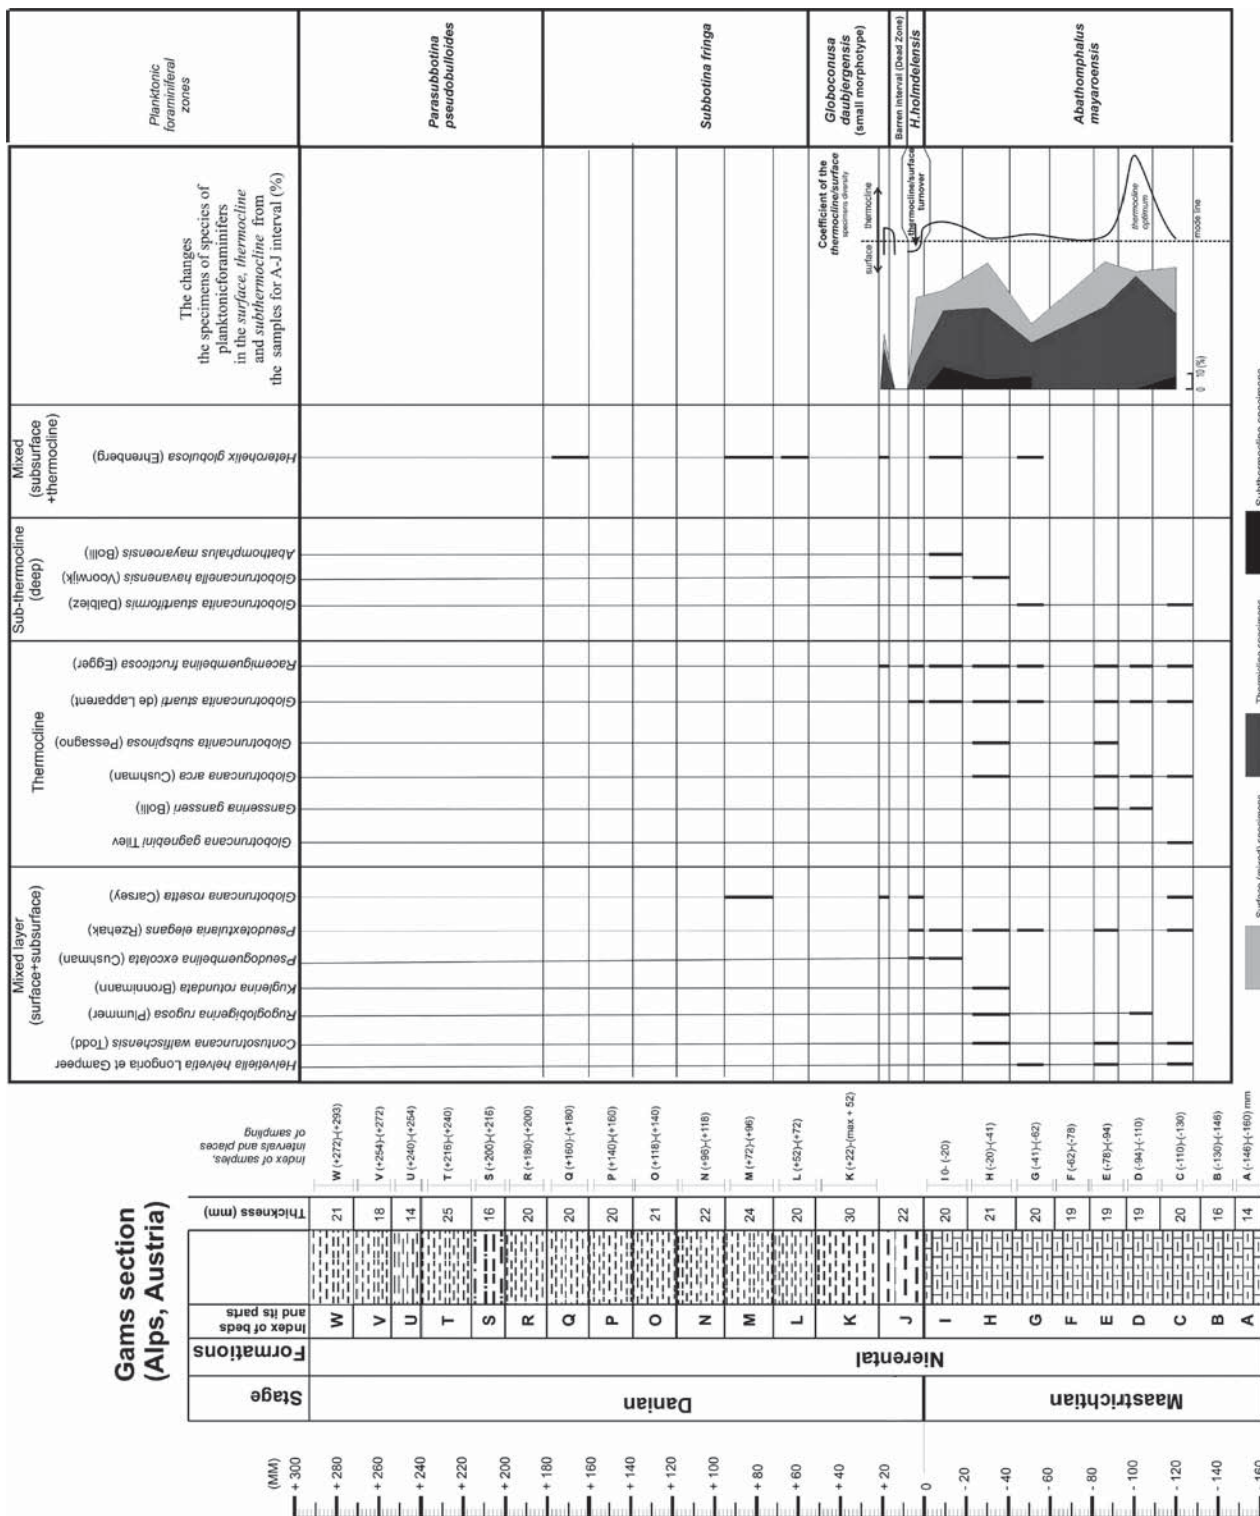 Gams section
(Alps, Austria)
Planktonic
foraminiferal
zones
Parasubbotina
pseudobulloides
Subbotina fringa
Globoconusa
daubjergensis
(small morphotype)
Barren interval (Dead Zone)
H.holmdelensis
Abathomphalus
mayaroensis
The changes
the specimens of species of
planktonicforaminifers
in the surface, thermocline
and subthermocline from
the samples for A-J interval (%)
Coefficient of the
thermocline/surface
specimens diversity
surface
thermocline
thermocline/surface
turnover
thermocline
optimum
mode line
0 10 (%)
Mixed
(subsurface
+thermocline)
Heterohelix globulosa (Ehrenberg)
Sub-thermocline
(deep)
Abathomphalus mayaroensis (Bolli)
Globotruncanella havanensis (Voorwijk)
Globotruncanita stuartiformis (Dalbiez)
Thermocline
Racemiguembelina fructicosa (Egger)
Globotruncanita stuarti (de Lapparent)
Globotruncanita subspinosa (Pessagno)
Globotruncana arca (Cushman)
Gansserina gansseri (Bolli)
Globotruncana gagnebini Tilev
Mixed layer
(surface+subsurface)
Globotruncana rosetta (Carsey)
Pseudotextularia elegans (Rzehak)
Pseudoguembelina excolata (Cushman)
Kuglerina rotundata (Bronnimann)
Rugoglobigerina rugosa (Plummer)
Contusotruncana walfischensis (Todd)
Helvetiella helvetia Longoria et Gampeer
Index of samples,
intervals and places
of sampling
W (+272)-(+293)
V (+254)-(+272)
U (+240)-(+254)
T (+216)-(+240)
S (+200)-(+216)
R (+180)-(+200)
Q (+160)-(+180)
P (+140)-(+160)
O (+118)-(+140)
N (+96)-(+118)
M (+72)-(+96)
L (+52)-(+72)
K (+22)-(max + 52)
I 0- (-20)
H (-20)-(-41)
G (-41)-(-62)
F (-62)-(-78)
E (-78)-(-94)
D (-94)-(-110)
C (-110)-(-130)
B (-130)-(-146)
A (-146)-(-160) mm
Thickness (mm)
21
18
14
25
16
20
20
20
21
22
24
20
30
22
20
21
20
19
19
19
20
16
14
Index of beds
and its parts
W
V
U
T
S
R
Q
P
O
N
M
L
K
J
I
H
G
F
E
D
C
B
A
Formations
Nierental
Stage
Danian
Maastrichtian
(MM)
+ 300
+ 280
+ 260
+ 240
+ 220
+ 200
+ 180
+ 160
+ 140
+ 120
+ 100
+ 80
+ 60
+ 40
+ 20
0
- 20
- 40
- 60
- 80
- 100
- 120
- 140
- 160
Surface (mixed) specimens
Subthermocline specimens